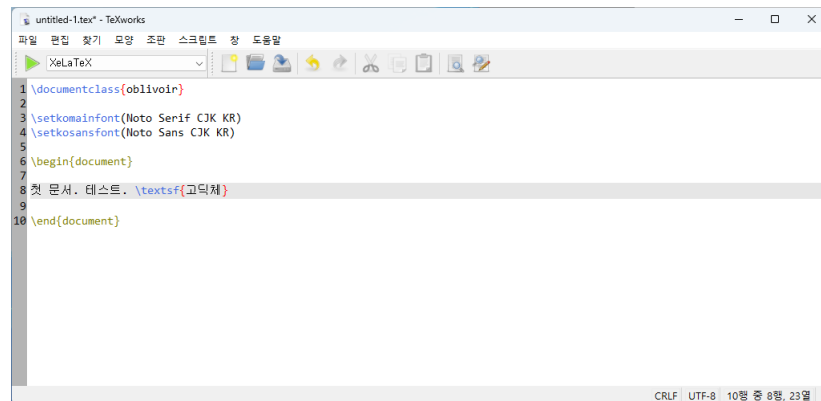 untitled-1.tex* - TeXworks
파일 편집 찾기 모양 조판 스크립트 창 도움말
XeLaTeX
1 \documentclass{oblivoir}
2
3 \setkomainfont(Noto Serif CJK KR)
4 \setkosansfont(Noto Sans CJK KR)
5
6 \begin{document}
7
8 첫 문서. 테스트. \textsf{고딕체}
9
10 \end{document}
CRLF UTF-8 10행 중 8행, 23열